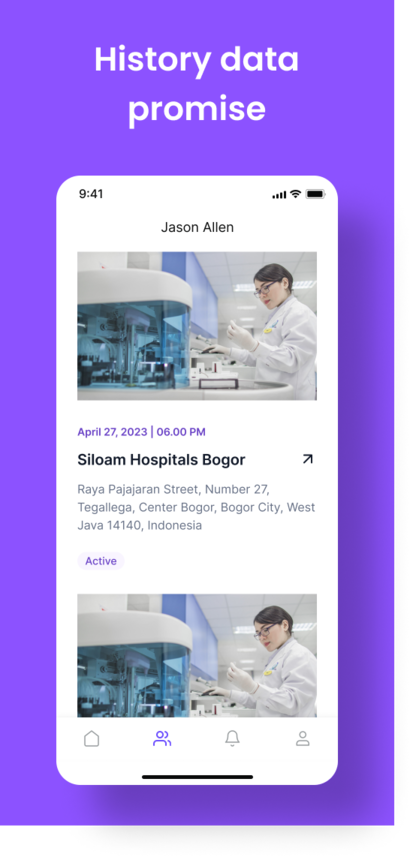 History data
promise
9:41
Jason Allen
April 27, 2023 | 06.00 PM
Siloam Hospitals Bogor
Raya Pajajaran Street, Number 27,
Tegallega, Center Bogor, Bogor City, West
Java 14140, Indonesia
Active